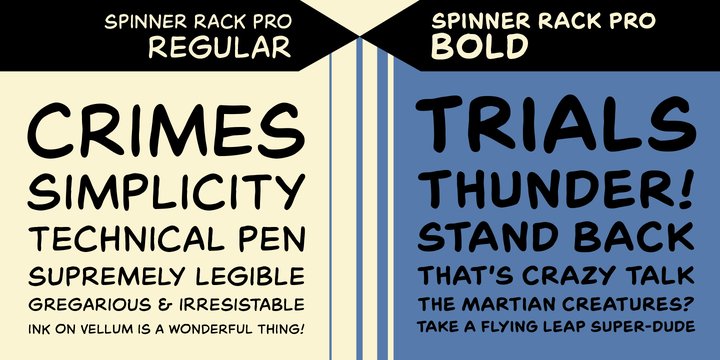 SPINNER RACK PRO
REGULAR
CRIMES
SIMPLICITY
TECHNICAL PEN
SUPREMELY LEGIBLE
GREGARIOUS & IRRESISTABLE
INK ON VELLUM IS A WONDERFUL THING!
SPINNER RACK PRO
BOLD
TRIALS
THUNDER!
STAND BACK
THAT'S CRAZY TALK
THE MARTIAN CREATURES?
TAKE A FLYING LEAP SUPER-DUDE